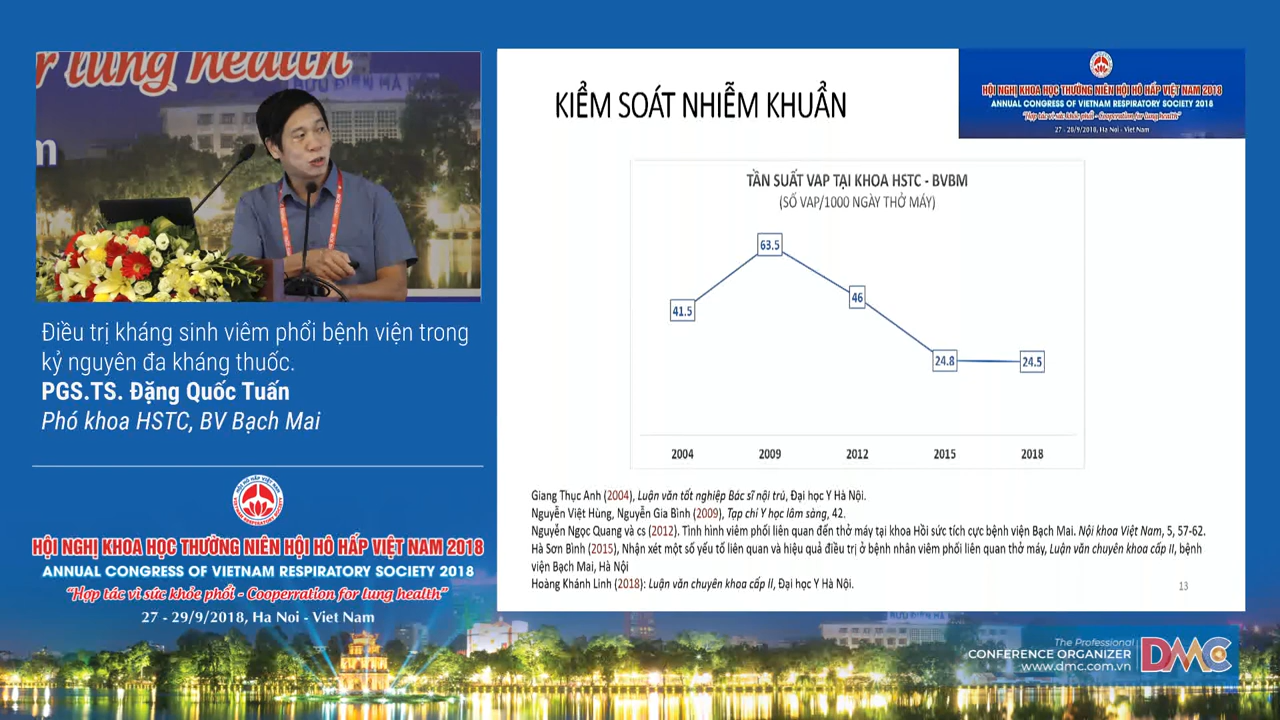 r lung health
m
Điều trị kháng sinh viêm phổi bệnh viện trong
kỷ nguyên đa kháng thuốc.
PGS.TS. Đặng Quốc Tuấn
Phó khoa HSTC, BV Bạch Mai
HỘI NGHỊ KHOA HỌC THƯỜNG NIÊN HỘI HÔ HẤP VIỆT NAM 2018
ANNUAL CONGRESS OF VIETNAM RESPIRATORY SOCIETY 2018
"Hợp tác vì sức khỏe phổi - Cooperration for lung health"
27 - 29/9/2018, Ha Noi - Viet Nam
KIỂM SOÁT NHIỄM KHUẨN
HỘI NGHỊ KHOA HỌC THƯỜNG NIÊN HỘI HÔ HẤP VIỆT NAM 2018
ANNUAL CONGRESS OF VIETNAM RESPIRATORY SOCIETY 2018
"Hợp tác vì sức khỏe phổi - Cooperation for lung health"
27 - 29/9/2018, Ha Noi - Viet Nam
TẦN SUẤT VAP TẠI KHOA HSTC - BVBM
(SỐ VAP/1000 NGÀY THỞ MÁY)
63.5
41.5
46
24.8
24.5
2004 2009 2012 2015 2018
Giang Thục Anh (2004), Luận văn tốt nghiệp Bác sĩ nội trú, Đại học Y Hà Nội.
Nguyễn Việt Hùng, Nguyễn Gia Bình (2009), Tạp chí Y học lâm sàng, 42.
Nguyễn Ngọc Quang và cs (2012). Tình hình viêm phổi liên quan đến thở máy tại khoa Hồi sức tích cực bệnh viện Bạch Mai. Nội khoa Việt Nam, 5, 57-62.
Hà Sơn Bình (2015), Nhận xét một số yếu tố liên quan và hiệu quả điều trị ở bệnh nhân viêm phổi liên quan thở máy, Luận văn chuyên khoa cấp II, bệnh
viện Bạch Mai, Hà Nội
Hoàng Khánh Linh (2018): Luận văn chuyên khoa cấp II, Đại học Y Hà Nội.
13
The Professional
CONFERENCE ORGANIZER
www.dmc.com.vn
DMC